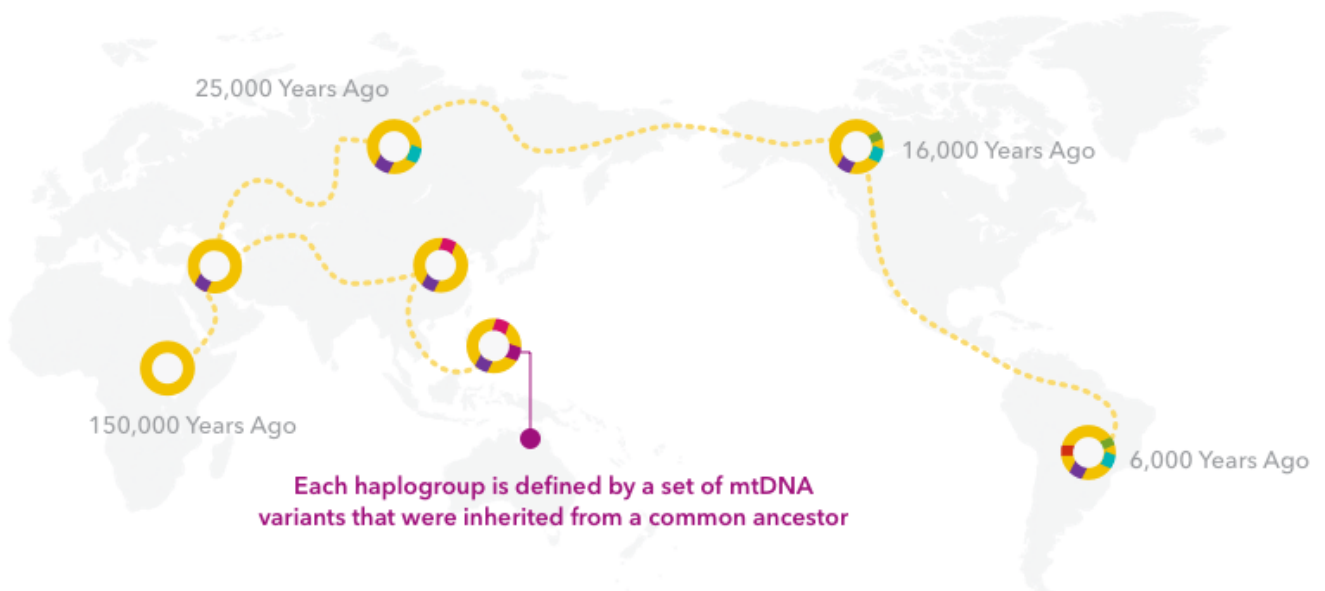 25,000 Years Ago
16,000 Years Ago
150,000 Years Ago
6,000 Years Ago
Each haplogroup is defined by a set of mtDNA
variants that were inherited from a common ancestor